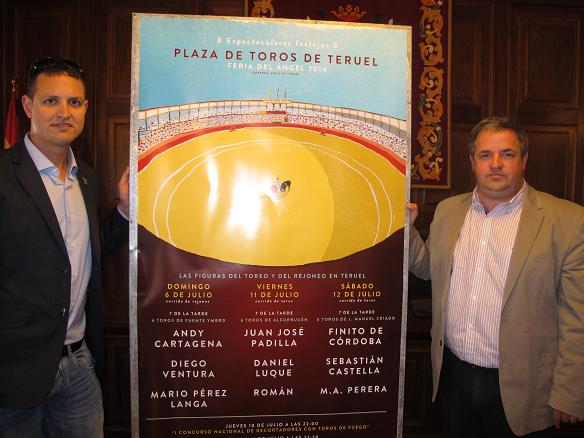 8 Espectaculares festejos 8
PLAZA DE TOROS DE TERUEL
FERIA DEL ÁNGEL 2014
LAS FIGURAS DEL TOREO Y DEL REJONEO EN TERUEL
DOMINGO
6 DE JULIO
corrida de rejones
7 DE LA TARDE
6 TOROS DE FUENTE YMBRO
ANDY
CARTAGENA
DIEGO
VENTURA
MARIO PÉREZ
LANGA
VIERNES
11 DE JULIO
corrida de toros
7 DE LA TARDE
6 TOROS DE ALCURRUCÉN
JUAN JOSÉ
PADILLA
DANIEL
LUQUE
ROMÁN
SÁBADO
12 DE JULIO
corrida de toros
7 DE LA TARDE
6 TOROS DE J. MANUEL CRIADO
FINITO DE
CÓRDOBA
SEBASTIÁN
CASTELLA
M.A. PERERA
JUEVES 10 DE JULIO A LAS 23:00
"I CONCURSO NACIONAL DE RECORTADORES CON TOROS DE FUEGO"